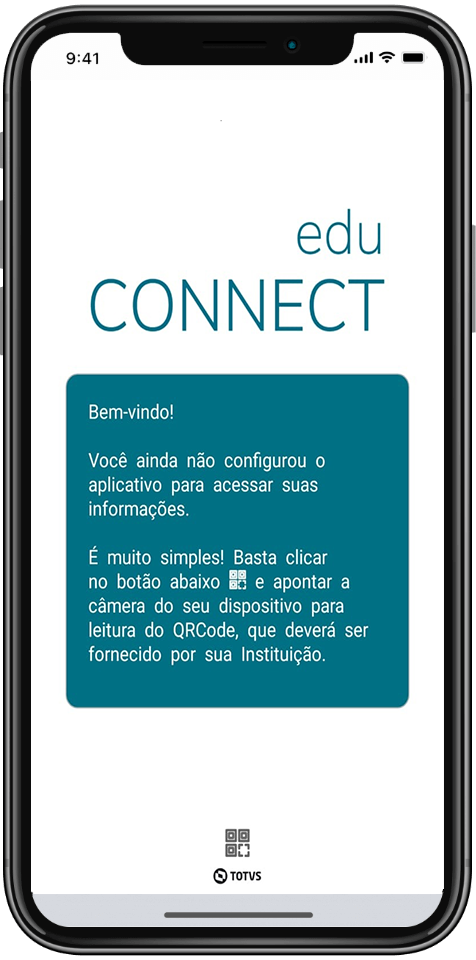 9:41
edu
CONNECT
Bem-vindo!
Você ainda não configurou o
aplicativo para acessar suas
informações.
É muito simples! Basta clicar
no botão abaixo e apontar a
câmera do seu dispositivo para
leitura do QRCode, que deverá ser
fornecido por sua Instituição.
TOTVS